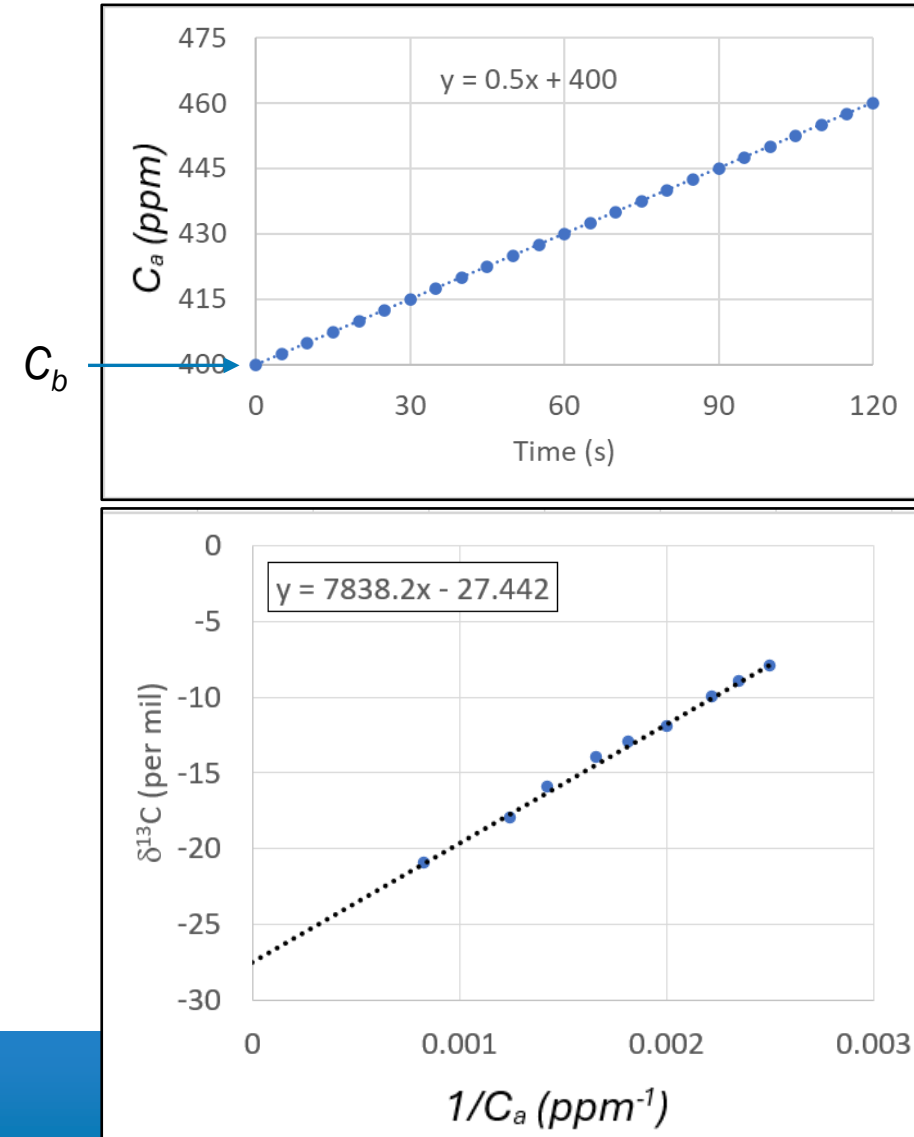 475
y = 0.5x + 400
460
445
430
415
400
Ca (ppm)
Cb
0 30 60 90 120
Time (s)
0
y = 7838.2x - 27.442
-5
-10
-15
-20
-25
-30
δ¹³C (per mil)
0 0.001 0.002 0.003
1/Ca (ppm⁻¹)